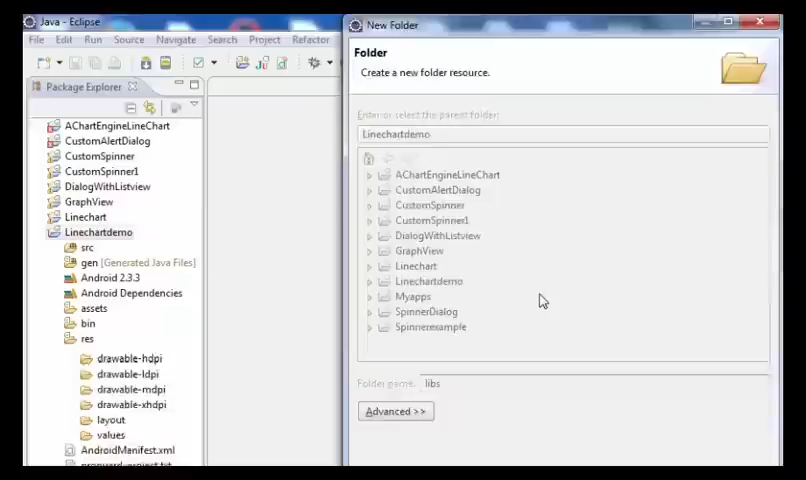 Java - Eclipse
File Edit Run Source Navigate Search Project Refactor
Package Explorer
AChartEngineLineChart
CustomAlertDialog
CustomSpinner
CustomSpinner1
DialogWithListview
GraphView
Linechart
Linechartdemo
src
gen [Generated Java Files]
Android 2.3.3
Android Dependencies
assets
bin
res
drawable-hdpi
drawable-ldpi
drawable-mdpi
drawable-xhdpi
layout
values
AndroidManifest.xml
New Folder
Folder
Create a new folder resource.
Enter or select the parent folder:
Linechartdemo
AChartEngineLineChart
CustomAlertDialog
CustomSpinner
CustomSpinner1
DialogWithListview
GraphView
Linechart
Linechartdemo
Myapps
SpinnerDialog
Spinnerexample
Folder name: libs
Advanced >>